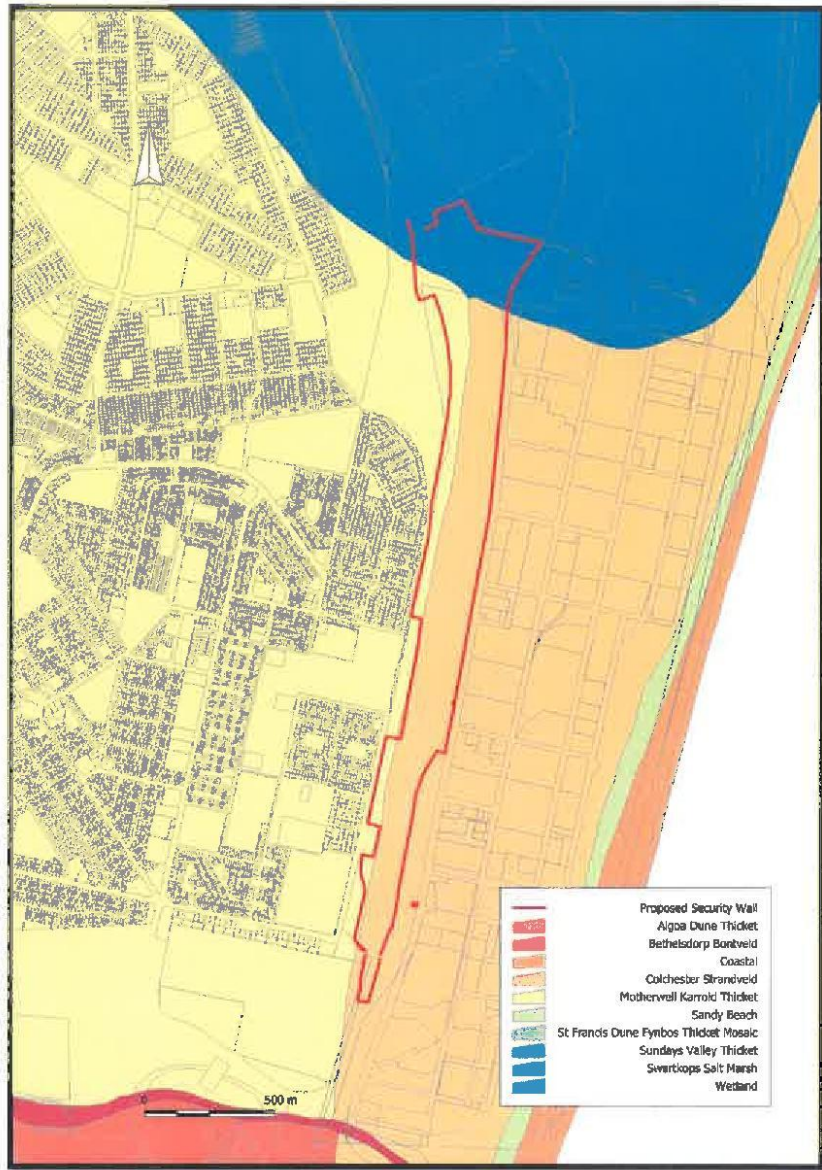 Proposed Security Wall
Algoa Dune Thicket
Bethelsdorp Bontveld
Coastal
Colchester Strandveld
Motherwell Karroid Thicket
Sandy Beach
St Francis Dune Fynbos Thicket Mosaic
Sundays Valley Thicket
Swartkops Salt Marsh
Wetland
0 500 m